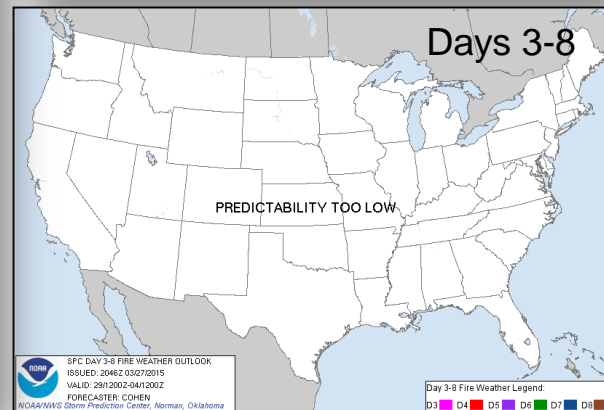 Days 3-8
PREDICTABILITY TOO LOW
NOAA
SPC DAY 3-8 FIRE WEATHER OUTLOOK
ISSUED: 2046Z 03/27/2015
VALID: 29/1200Z-04/1200Z
FORECASTER: COHEN
NOAA/NWS Storm Prediction Center, Norman, Oklahoma
Day 3-8 Fire Weather Legend:
D3 D4 D5 D6 D7 D8